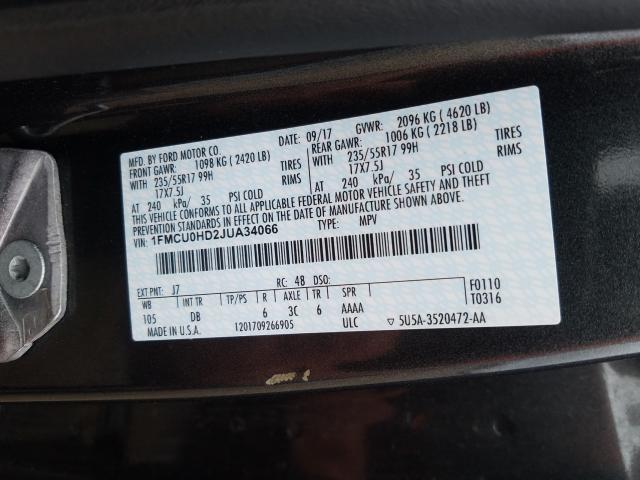 MFD. BY FORD MOTOR CO. DATE: 09/17 GVWR: 2096 KG ( 4620 LB)
FRONT GAWR: 1098 KG ( 2420 LB) REAR GAWR: 1006 KG ( 2218 LB)
WITH 235/55R17 99H TIRES WITH 235/55R17 99H TIRES
17X7.5J RIMS 17X7.5J RIMS
AT 240 kPa/ 35 PSI COLD AT 240 kPa/ 35 PSI COLD
THIS VEHICLE CONFORMS TO ALL APPLICABLE FEDERAL MOTOR VEHICLE SAFETY AND THEFT
PREVENTION STANDARDS IN EFFECT ON THE DATE OF MANUFACTURE SHOWN ABOVE.
VIN: 1FMCU0HD2JUA34066 TYPE: MPV
EXT PNT: J7 RC: 48 DSO: F0110
WB INT TR TP/PS R AXLE TR SPR T0316
105 DB 6 3C 6 AAAA
MADE IN U.S.A. 1201709266905 ULC ▽ 5U5A-3520472-AA